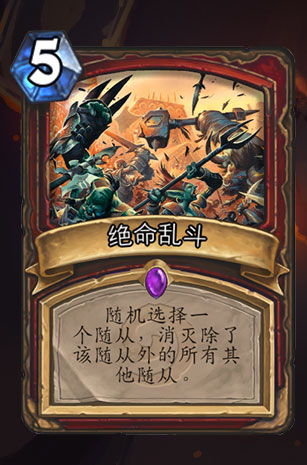 5
绝命乱斗
随机选择一
个随从，消灭除了
该随从外的所有其
他随从。